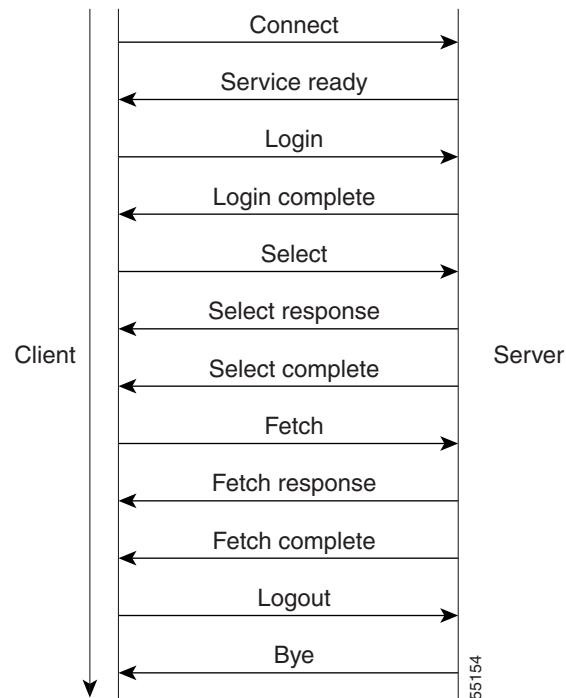 Connect
Service ready
Login
Login complete
Select
Select response
Client
Server
Select complete
Fetch
Fetch response
Fetch complete
Logout
Bye
55154